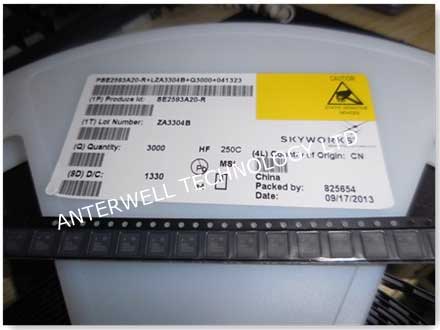 PSE2593A20-R+LZA3304B+Q3000+041323
(1P) Produce Id: SE2593A20-R
(1T) Lot Number: ZA3304B
(Q) Quantity: 3000 HF 250C
(9D) D/C: 1330
CAUTION
SKYWORKS
(4L) Country of Origin: CN
China
Packed by: 825654
Date: 09/17/2013
ANTERWELL TECHNOLOGY LTD